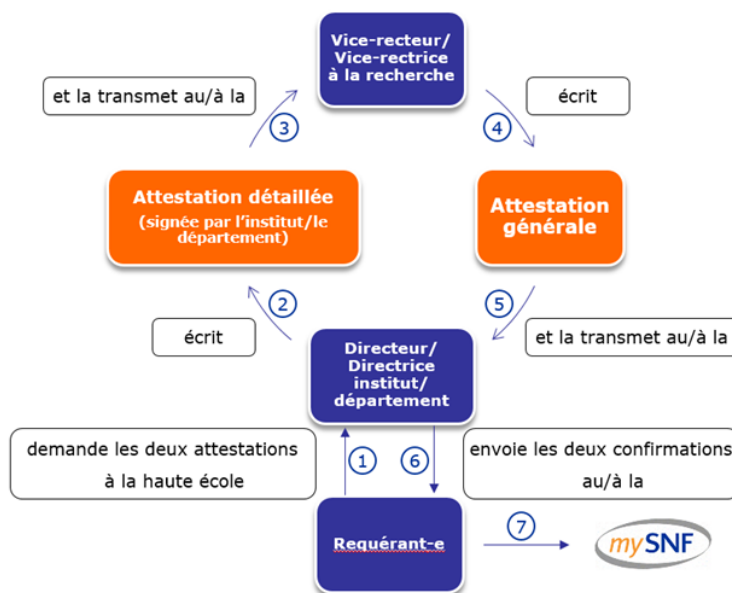 Vice-recteur/
Vice-rectrice
à la recherche
et la transmet au/à la
écrit
3
4
Attestation détaillée
(signée par l'institut/le
département)
Attestation
générale
2
5
écrit
et la transmet au/à la
Directeur/
Directrice
institut/
département
demande les deux attestations
à la haute école
1
6
envoie les deux confirmations
au/à la
Requérant-e
7
mySNF